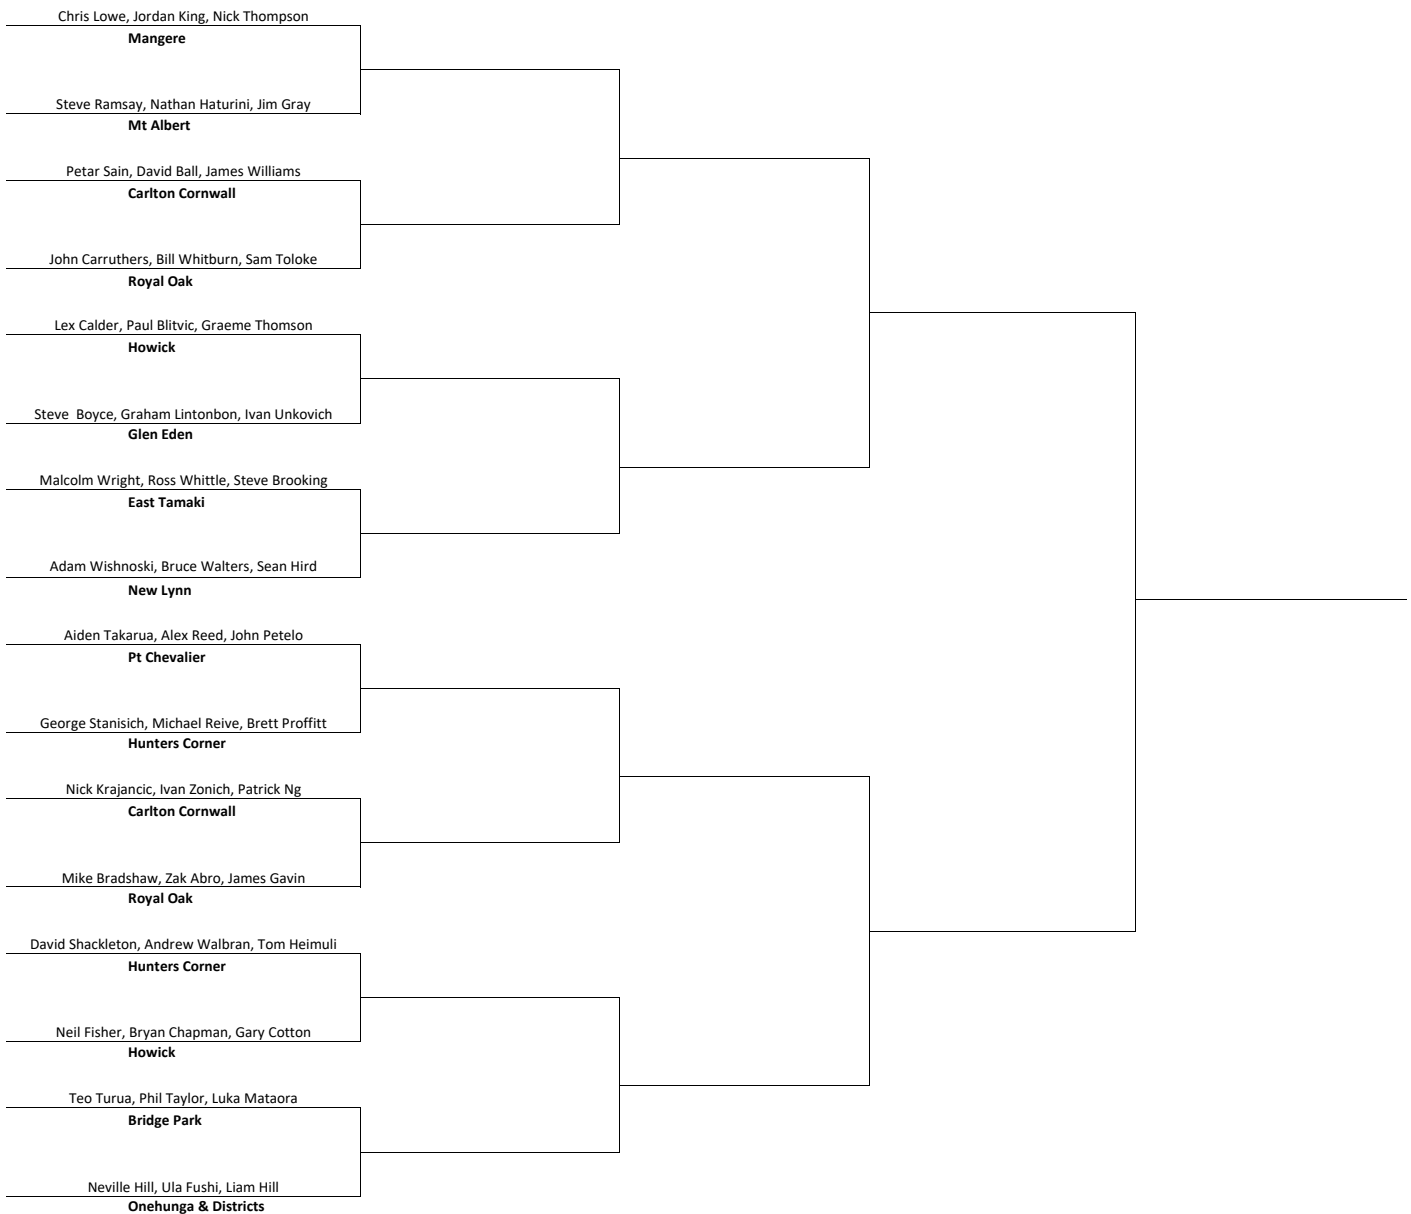 Chris Lowe, Jordan King, Nick Thompson
Mangere
Steve Ramsay, Nathan Haturini, Jim Gray
Mt Albert
Petar Sain, David Ball, James Williams
Carlton Cornwall
John Carruthers, Bill Whitburn, Sam Toloke
Royal Oak
Lex Calder, Paul Blitvic, Graeme Thomson
Howick
Steve  Boyce, Graham Lintonbon, Ivan Unkovich
Glen Eden
Malcolm Wright, Ross Whittle, Steve Brooking
East Tamaki
Adam Wishnoski, Bruce Walters, Sean Hird
New Lynn
Aiden Takarua, Alex Reed, John Petelo
Pt Chevalier
George Stanisich, Michael Reive, Brett Proffitt
Hunters Corner
Nick Krajancic, Ivan Zonich, Patrick Ng
Carlton Cornwall
Mike Bradshaw, Zak Abro, James Gavin
Royal Oak
David Shackleton, Andrew Walbran, Tom Heimuli
Hunters Corner
Neil Fisher, Bryan Chapman, Gary Cotton
Howick
Teo Turua, Phil Taylor, Luka Mataora
Bridge Park
Neville Hill, Ula Fushi, Liam Hill
Onehunga & Districts